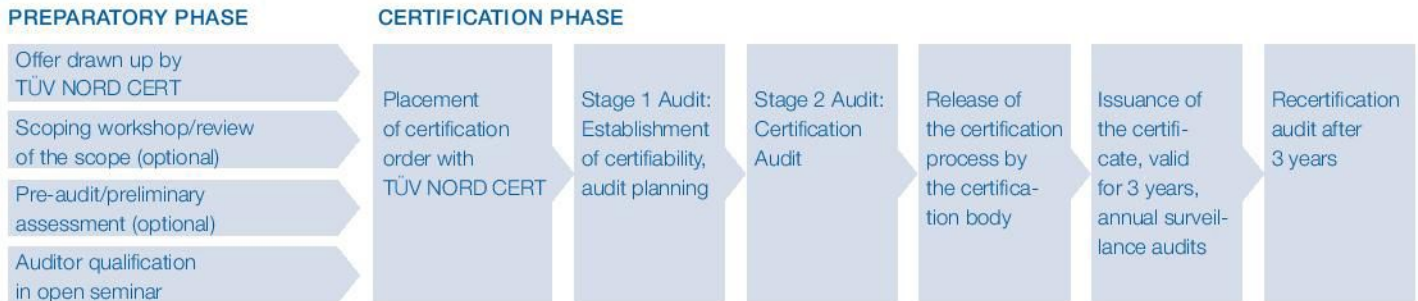 PREPARATORY PHASE
Offer drawn up by
TÜV NORD CERT
Scoping workshop/review
of the scope (optional)
Pre-audit/preliminary
assessment (optional)
Auditor qualification
in open seminar
CERTIFICATION PHASE
Placement
of certification
order with
TÜV NORD CERT
Stage 1 Audit:
Establishment
of certifiability,
audit planning
Stage 2 Audit:
Certification
Audit
Release of
the certification
process by
the certifica-
tion body
Issuance of
the certifi-
cate, valid
for 3 years,
annual surveil-
lance audits
Recertification
audit after
3 years